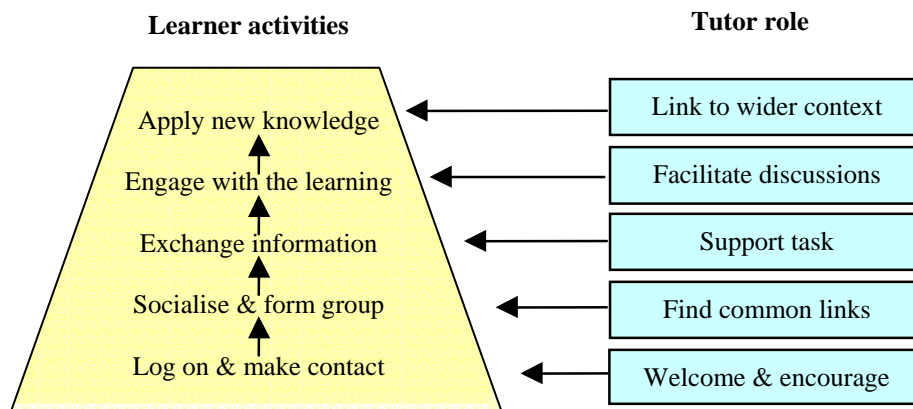 Learner activities
Tutor role
Apply new knowledge
Link to wider context
Engage with the learning
Facilitate discussions
Exchange information
Support task
Socialise & form group
Find common links
Log on & make contact
Welcome & encourage